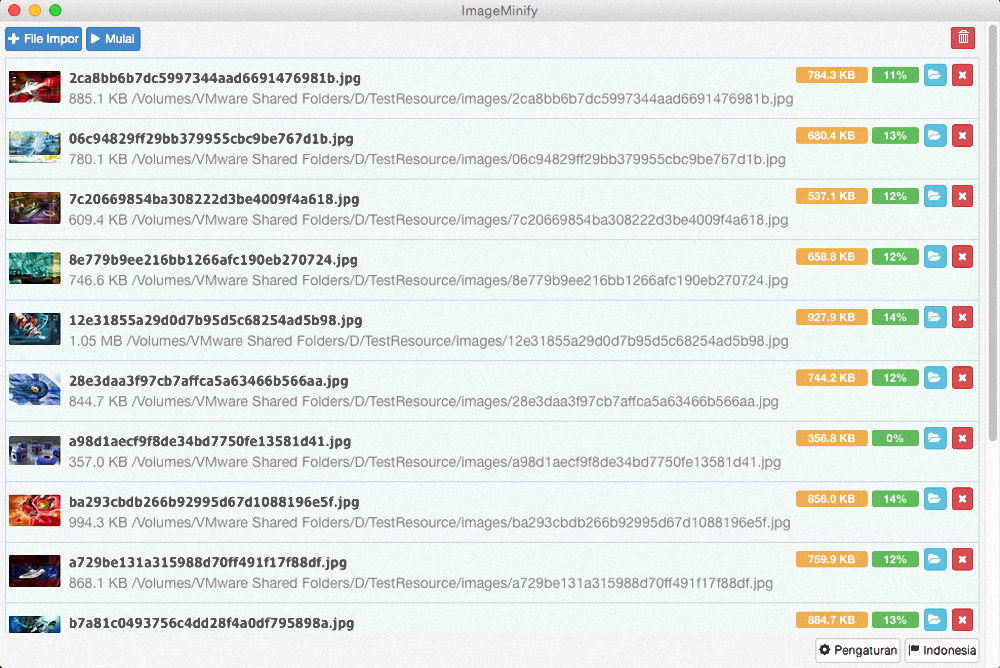 ImageMinify
File Impor Mulai
2ca8bb6b7dc5997344aad6691476981b.jpg 784.3 KB 11%
885.1 KB /Volumes/VMware Shared Folders/D/TestResource/images/2ca8bb6b7dc5997344aad6691476981b.jpg
06c94829ff29bb379955cbc9be767d1b.jpg 680.4 KB 13%
780.1 KB /Volumes/VMware Shared Folders/D/TestResource/images/06c94829ff29bb379955cbc9be767d1b.jpg
7c20669854ba308222d3be4009f4a618.jpg 537.1 KB 12%
609.4 KB /Volumes/VMware Shared Folders/D/TestResource/images/7c20669854ba308222d3be4009f4a618.jpg
8e779b9ee216bb1266afc190eb270724.jpg 658.8 KB 12%
746.6 KB /Volumes/VMware Shared Folders/D/TestResource/images/8e779b9ee216bb1266afc190eb270724.jpg
12e31855a29d0d7b95d5c68254ad5b98.jpg 927.9 KB 14%
1.05 MB /Volumes/VMware Shared Folders/D/TestResource/images/12e31855a29d0d7b95d5c68254ad5b98.jpg
28e3daa3f97cb7affca5a63466b566aa.jpg 744.2 KB 12%
844.7 KB /Volumes/VMware Shared Folders/D/TestResource/images/28e3daa3f97cb7affca5a63466b566aa.jpg
a98d1aecf9f8de34bd7750fe13581d41.jpg 356.8 KB 0%
357.0 KB /Volumes/VMware Shared Folders/D/TestResource/images/a98d1aecf9f8de34bd7750fe13581d41.jpg
ba293cbdb266b92995d67d1088196e5f.jpg 856.0 KB 14%
994.3 KB /Volumes/VMware Shared Folders/D/TestResource/images/ba293cbdb266b92995d67d1088196e5f.jpg
a729be131a315988d70ff491f17f88df.jpg 759.9 KB 12%
868.1 KB /Volumes/VMware Shared Folders/D/TestResource/images/a729be131a315988d70ff491f17f88df.jpg
b7a81c0493756c4dd28f4a0df795898a.jpg 884.7 KB 13%
Pengaturan Indonesia